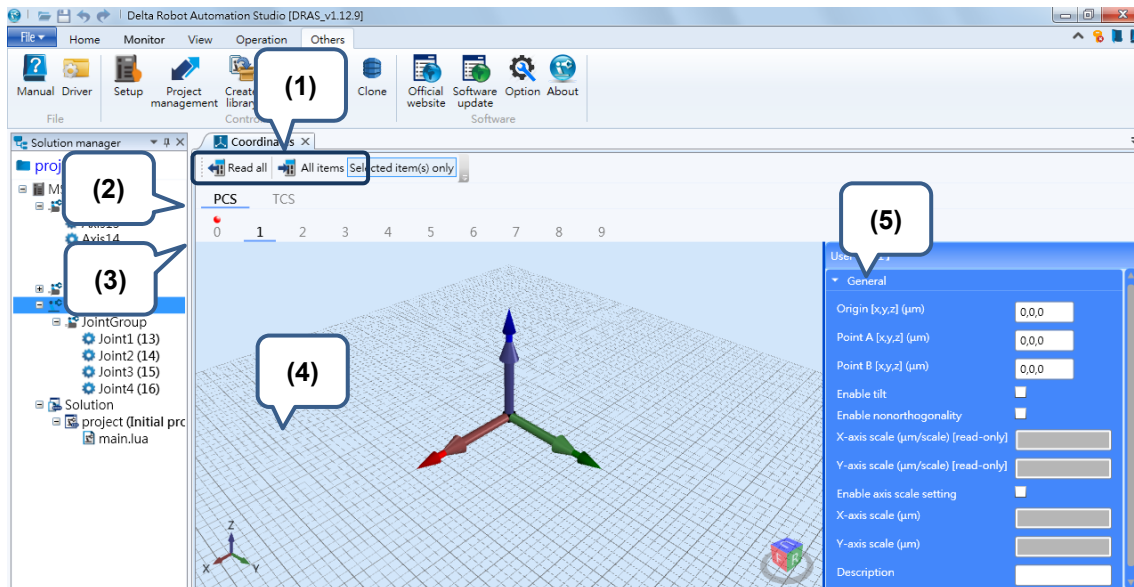 Delta Robot Automation Studio [DRAS_v1.12.9]
File Home Monitor View Operation Others
Manual Driver Setup Project management Create library Clone Official website Software update Option About
File Software
Solution manager
Coordinates
Read all All items Selected item(s) only
PCS TCS
0 1 2 3 4 5 6 7 8 9
(1)
(2)
(3)
(4)
(5)
Axis14
JointGroup
Joint1 (13)
Joint2 (14)
Joint3 (15)
Joint4 (16)
Solution
project (Initial prc
main.lua
Z
X
Y
General
Origin [x,y,z] (μm) 0,0,0
Point A [x,y,z] (μm) 0,0,0
Point B [x,y,z] (μm) 0,0,0
Enable tilt
Enable nonorthogonality
X-axis scale (μm/scale) [read-only]
Y-axis scale (μm/scale) [read-only]
Enable axis scale setting
X-axis scale (μm)
Y-axis scale (μm)
Description